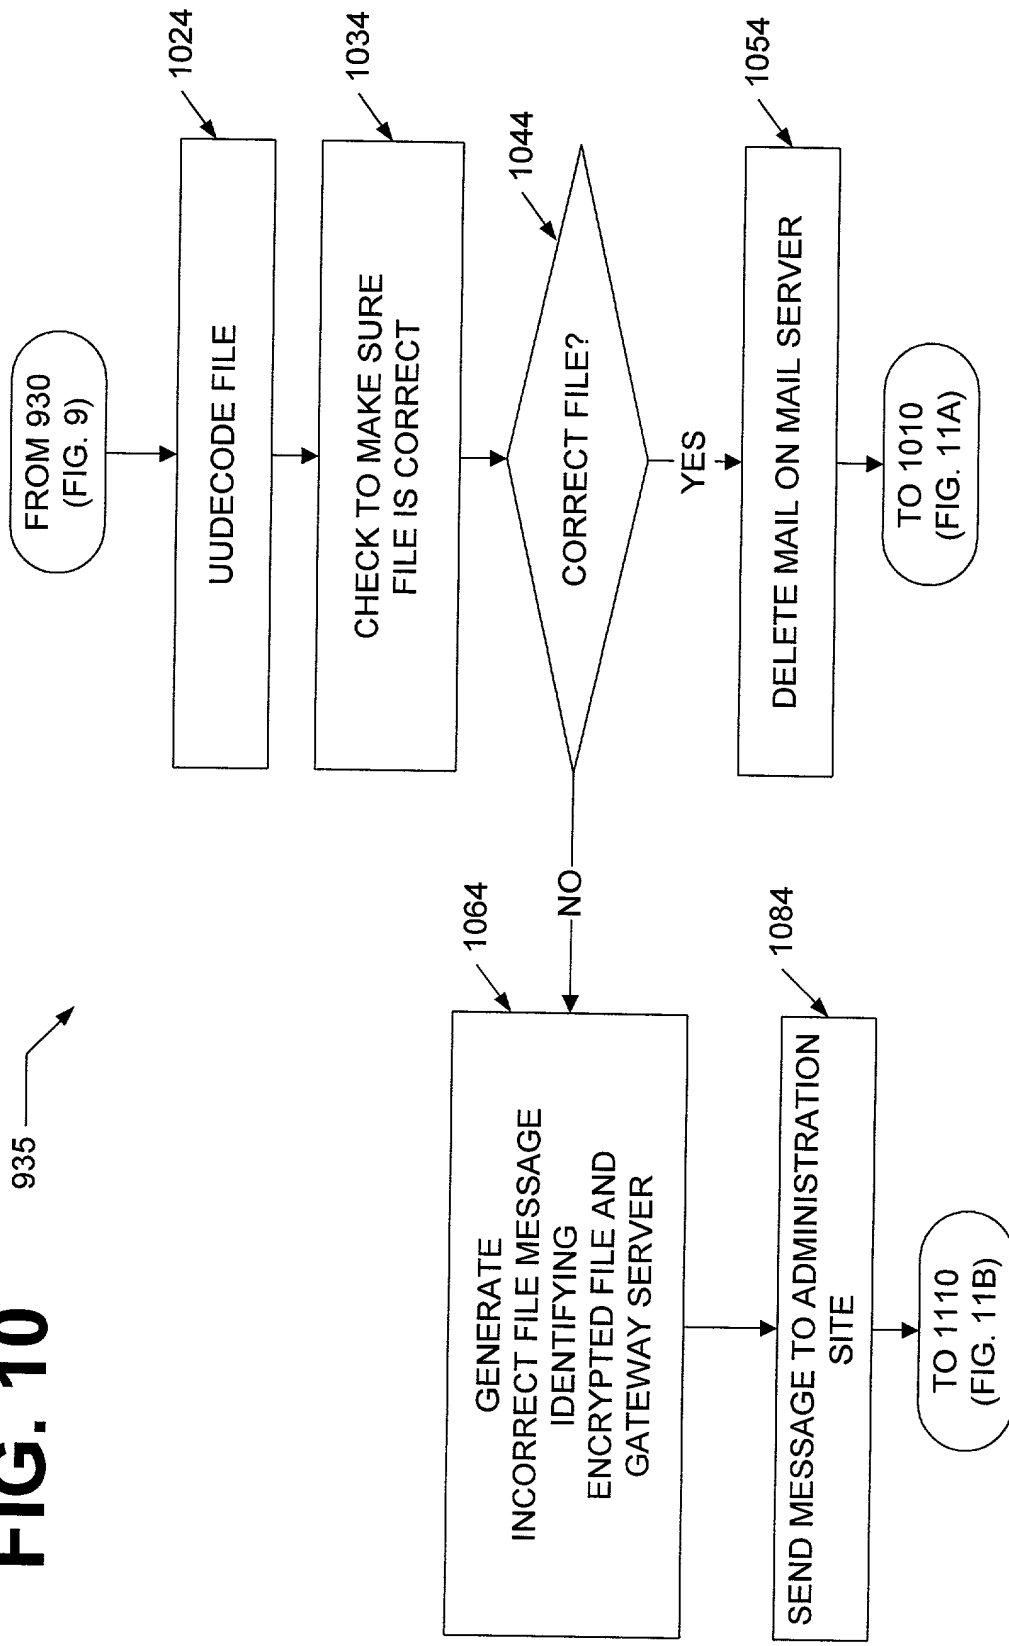 FIG. 10
935
FROM 930
(FIG. 9)
1024
UUDECODE FILE
1034
CHECK TO MAKE SURE
FILE IS CORRECT
1044
CORRECT FILE?
NO
YES
1054
DELETE MAIL ON MAIL SERVER
TO 1010
(FIG. 11A)
1064
GENERATE
INCORRECT FILE MESSAGE
IDENTIFYING
ENCRYPTED FILE AND
GATEWAY SERVER
1084
SEND MESSAGE TO ADMINISTRATION
SITE
TO 1110
(FIG. 11B)